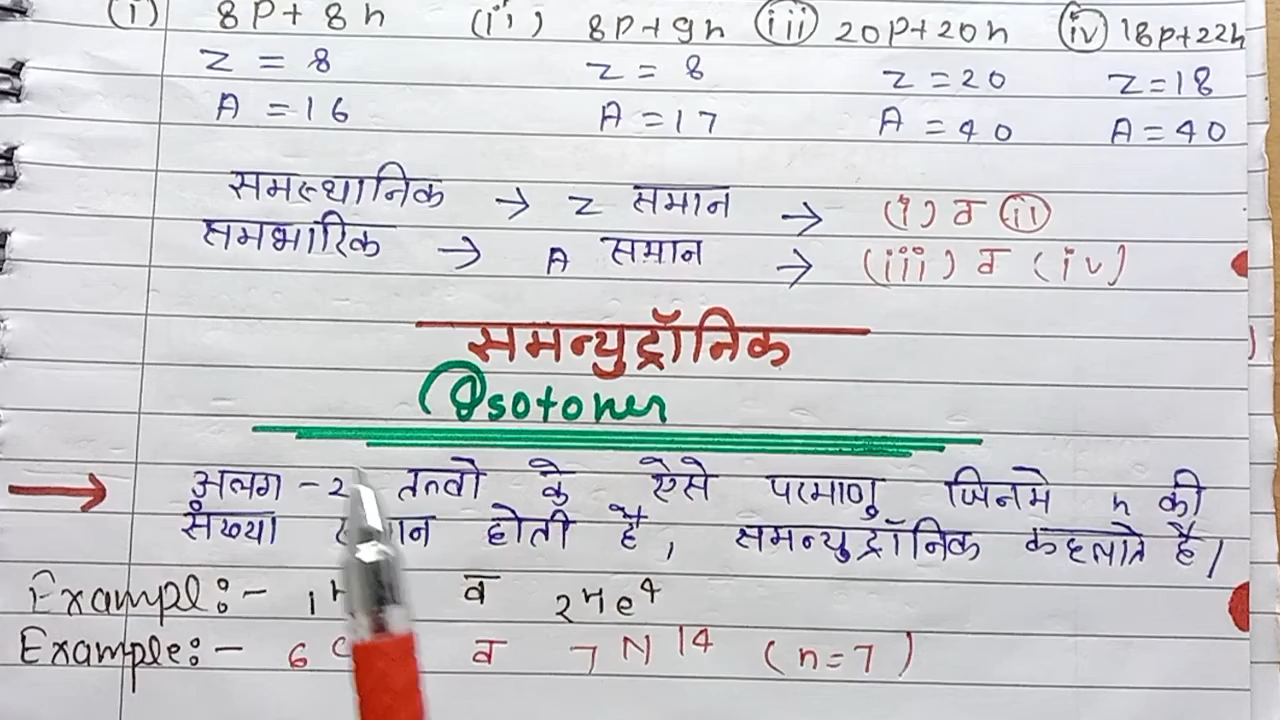 (i) 8p+8n (ii) 8p+9n (iii) 20p+20n (iv) 18p+22n
Z = 8 Z = 8 Z=20 Z=18
A = 16 A = 17 A = 40 A = 40
समस्थानिक → Z समान → (i) व (ii)
समभारिक → A समान → (iii) व (iv)
समन्युट्रॉनिक
Isotones
→ अलग-2 तत्वो के ऐसे परमाणु जिनमे n की
संख्या होती है, समन्युट्रॉनिक कहलाते है।
Exampl:- व 2He4
Example:- 6 व 7N14 (n=7)